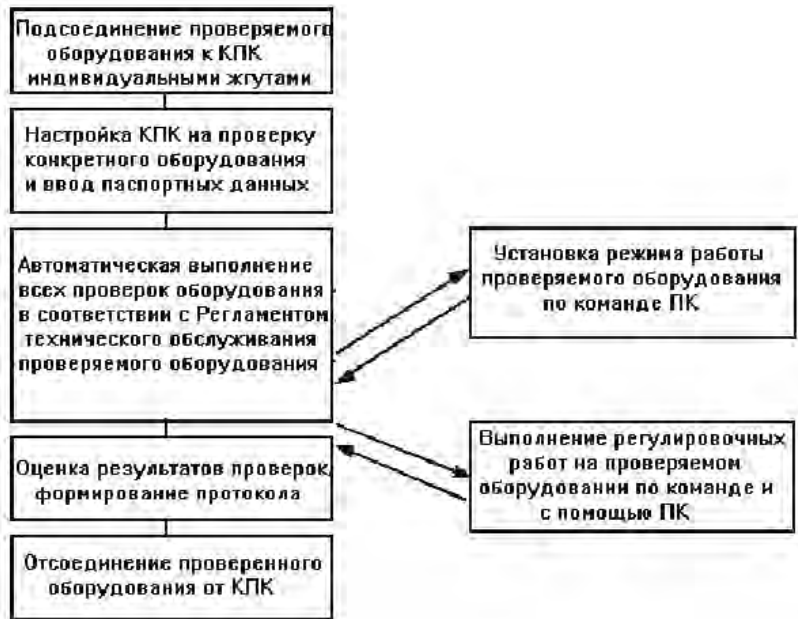 Подсоединение проверяемого
оборудования к КПК
индивидуальными жгутами
Настройка КПК на проверку
конкретного оборудования
и ввод паспортных данных
Автоматическая выполнение
всех проверок оборудования
в соответствии с Регламентом
технического обслуживания
проверяемого оборудования
Установка режима работы
проверяемого оборудования
по команде ПК
Выполнение регулировочных
работ на проверяемом
оборудовании по команде и
с помощью ПК
Оценка результатов проверок,
формирование протокола
Отсоединение проверенного
оборудования от КПК